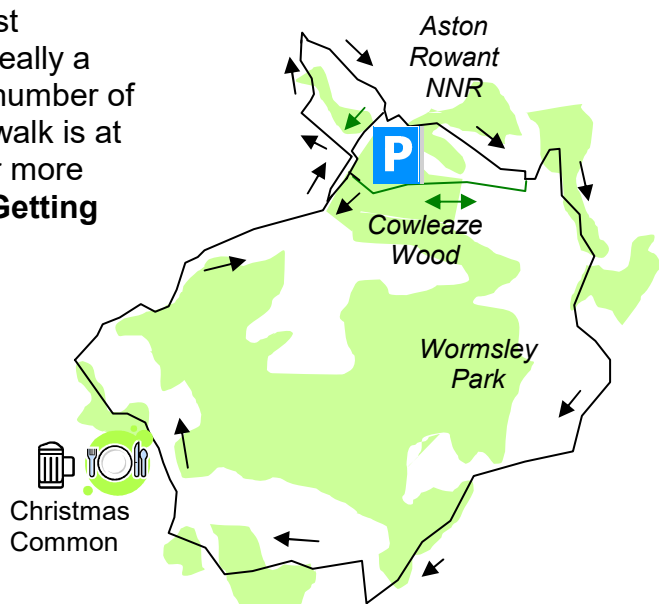 st
eally a
number of
walk is at
r more
Getting
Aston
Rowant
NNR
P
Cowleaze
Wood
Wormsley
Park
Christmas
Common